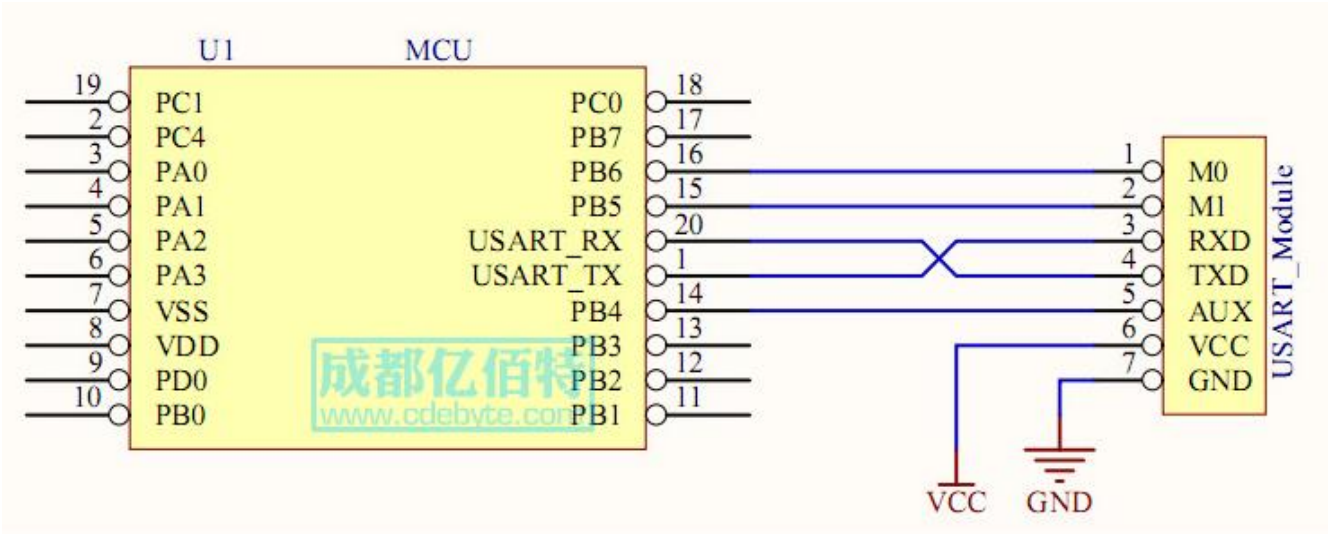 U1 MCU
19 PC1 PC0 18
2 PC4 PB7 17
3 PA0 PB6 16 1 M0
4 PA1 PB5 15 2 M1
5 PA2 USART_RX 20 3 RXD
6 PA3 USART_TX 1 4 TXD
7 VSS PB4 14 5 AUX
8 VDD PB3 13 6 VCC
9 PD0 PB2 12 7 GND
10 PB0 PB1 11
USART_Module
成都亿佰特
www.cdebyte.com
VCC GND